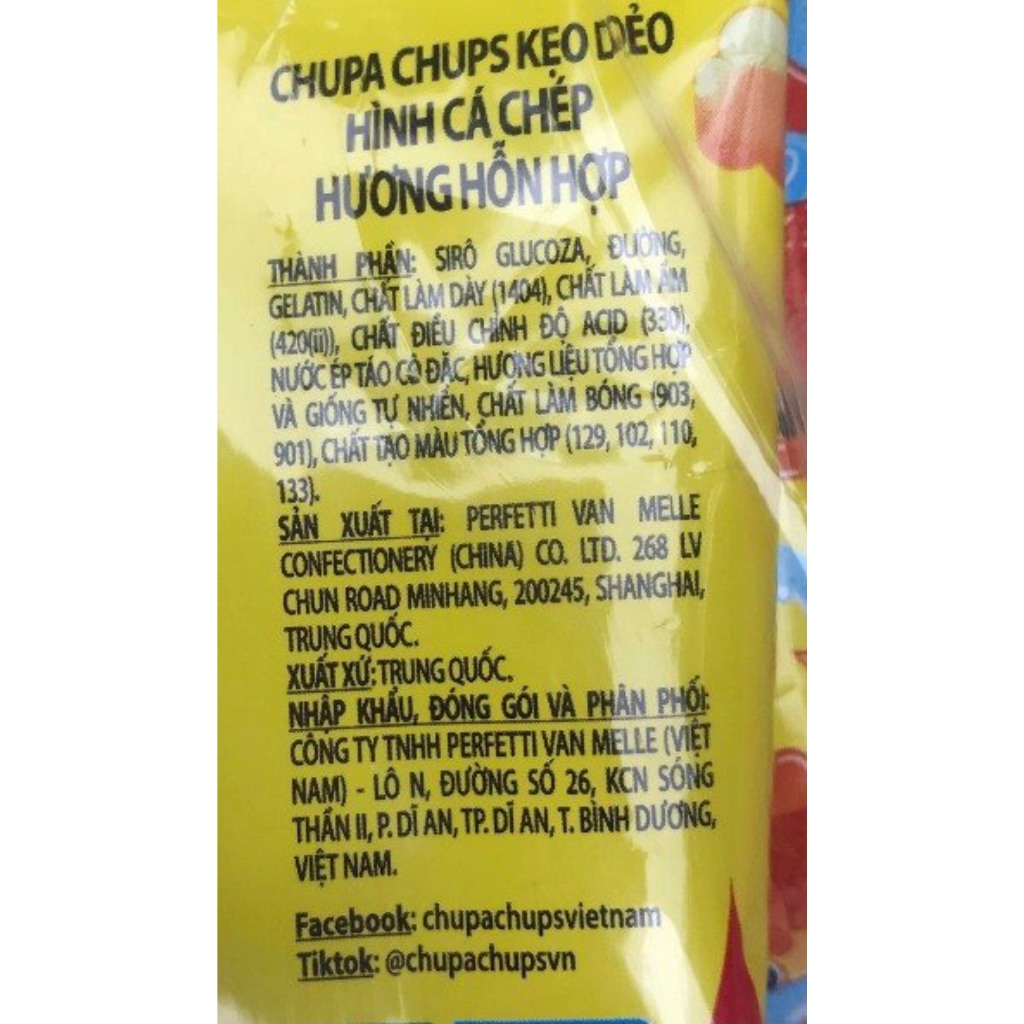 CHUPA CHUPS KẸO DẺO
HÌNH CÁ CHÉP
HƯƠNG HỖN HỢP
THÀNH PHẦN: SIRÔ GLUCOZA, ĐƯỜNG,
GELATIN, CHẤT LÀM DÀY (1404), CHẤT LÀM ẨM
(420(ii)), CHẤT ĐIỀU CHỈNH ĐỘ ACID (330),
NƯỚC ÉP TÁO CÔ ĐẶC, HƯƠNG LIỆU TỔNG HỢP
VÀ GIỐNG TỰ NHIÊN, CHẤT LÀM BÓNG (903,
901), CHẤT TẠO MÀU TỔNG HỢP (129, 102, 110,
133).
SẢN XUẤT TẠI: PERFETTI VAN MELLE
CONFECTIONERY (CHINA) CO. LTD. 268 LV
CHUN ROAD MINHANG, 200245, SHANGHAI,
TRUNG QUỐC.
XUẤT XỨ: TRUNG QUỐC.
NHẬP KHẨU, ĐÓNG GÓI VÀ PHÂN PHỐI:
CÔNG TY TNHH PERFETTI VAN MELLE (VIỆT
NAM) - LÔ N, ĐƯỜNG SỐ 26, KCN SÓNG
THẦN II, P. DĨ AN, TP. DĨ AN, T. BÌNH DƯƠNG,
VIỆT NAM.
Facebook: chupachupsvietnam
Tiktok: @chupachupsvn